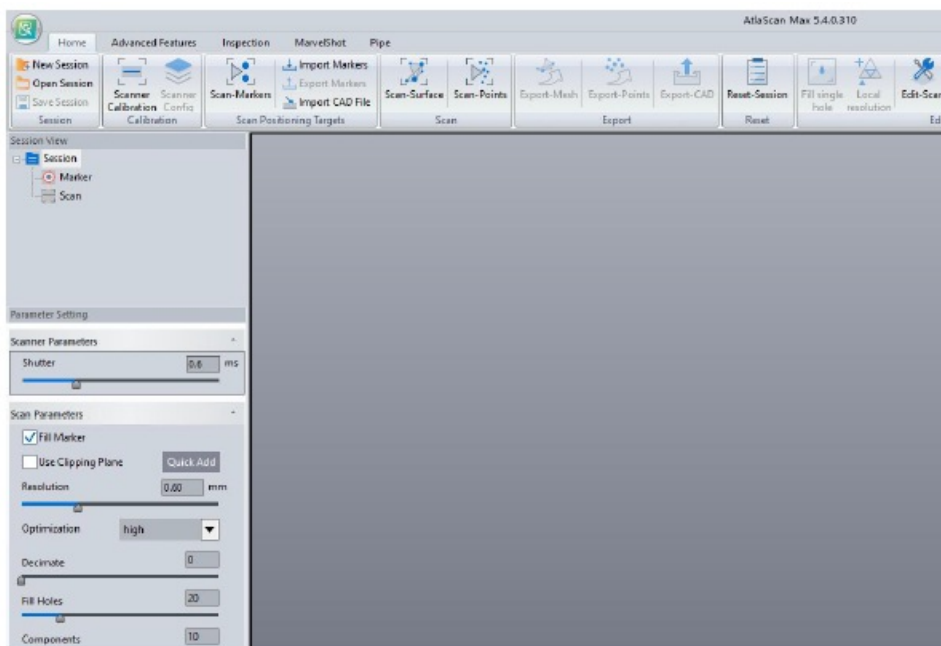 AtlaScan Max 5.4.0.310
Home Advanced Features Inspection MarvelShot Pipe
New Session
Open Session
Save Session
Session
Scanner Calibration
Scanner Config
Calibration
Scan-Markers
Import Markers
Export Markers
Import CAD File
Scan Positioning Targets
Scan-Surface Scan-Points
Scan
Export-Mesh Export-Points Export-CAD
Export
Reset-Session
Reset
Fill single hole
Local resolution
Edit-Scan
Ed
Session View
Session
Marker
Scan
Parameter Setting
Scanner Parameters
Shutter 0.6 ms
Scan Parameters
Fill Marker
Use Clipping Plane Quick Add
Resolution 0.60 mm
Optimization high
Decimate 0
Fill Holes 20
Components 10